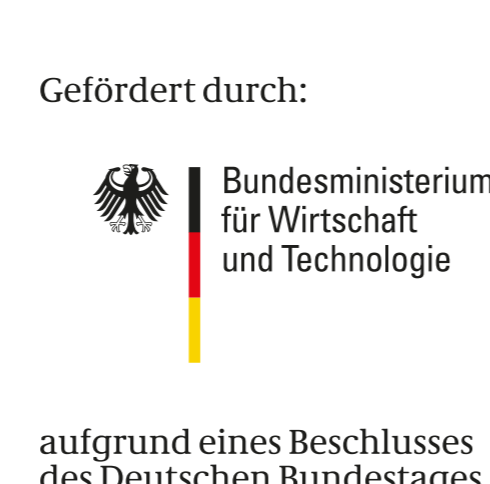 Gefördert durch:
Bundesministerium
für Wirtschaft
und Technologie
aufgrund eines Beschlusses
des Deutschen Bundestages